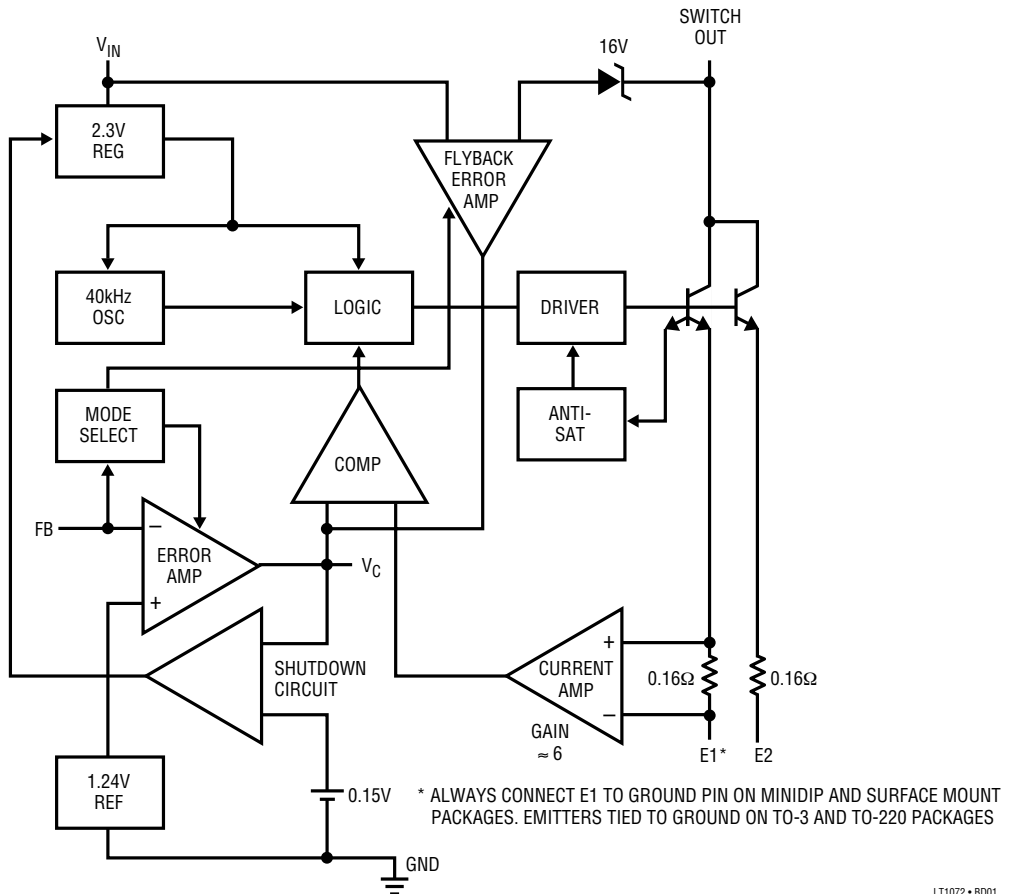 SWITCH
OUT
16V
VIN
2.3V
REG
FLYBACK
ERROR
AMP
40kHz
OSC
LOGIC
DRIVER
MODE
SELECT
ANTI-
SAT
COMP
FB
–
ERROR
AMP
+
VC
SHUTDOWN
CIRCUIT
+
CURRENT
AMP
–
GAIN
≈ 6
0.16Ω
0.16Ω
E1*
E2
1.24V
REF
0.15V
* ALWAYS CONNECT E1 TO GROUND PIN ON MINIDIP AND SURFACE MOUNT
PACKAGES. EMITTERS TIED TO GROUND ON TO-3 AND TO-220 PACKAGES
GND
LT1072 • BD01